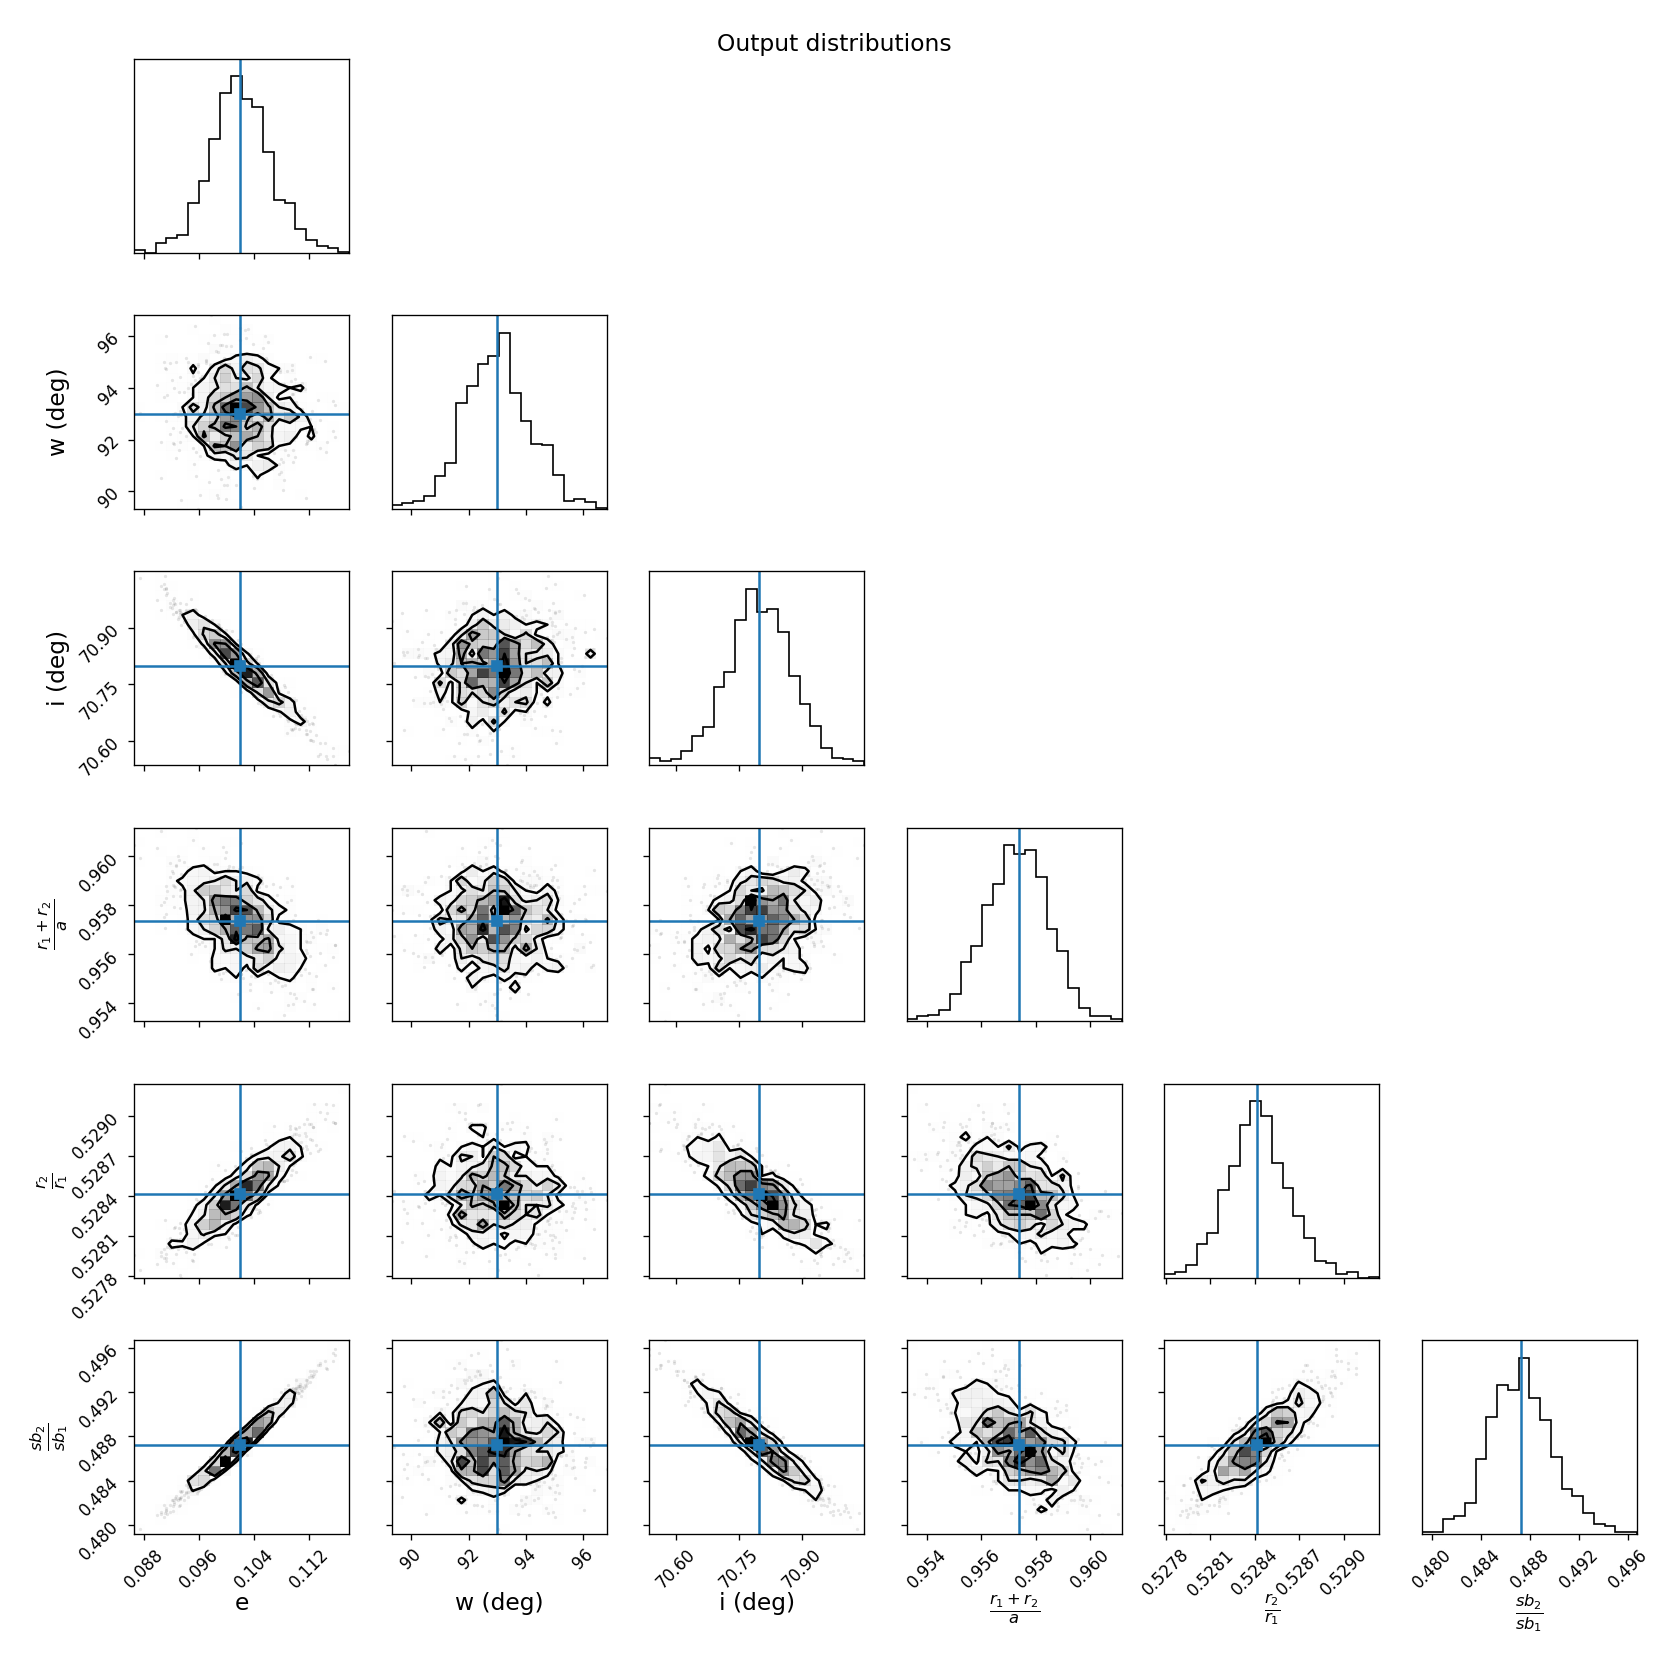 Output distributions
w (deg)
96
94
92
90
i (deg)
70.90
70.75
70.60
r₁ + r₂
a
0.960
0.958
0.956
0.954
r₂
r₁
0.5290
0.5287
0.5284
0.5281
0.5278
sb₂
sb₁
0.496
0.492
0.488
0.484
0.480
0.088 0.096 0.104 0.112
90 92 94 96
70.60 70.75 70.90
0.954 0.956 0.958 0.960
0.5278 0.5281 0.5284 0.5287 0.5290
0.480 0.484 0.488 0.492 0.496
e
w (deg)
i (deg)
r₁ + r₂
a
r₂
r₁
sb₂
sb₁